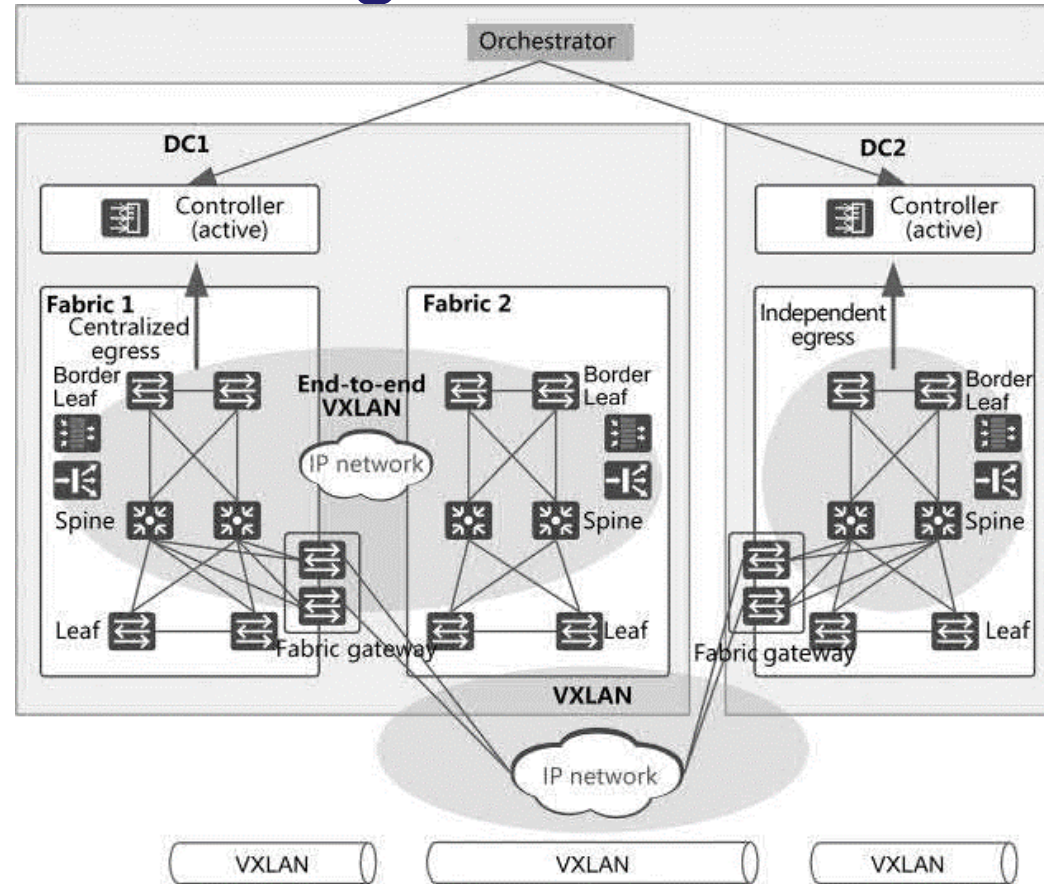 Orchestrator
DC1
DC2
Controller
(active)
Controller
(active)
Fabric 1
Centralized
egress
Fabric 2
Independent
egress
Border
Leaf
End-to-end
VXLAN
Border
Leaf
Border
Leaf
IP network
Spine
Spine
Spine
Leaf
Leaf
Leaf
Fabric gateway
Fabric gateway
VXLAN
IP network
VXLAN
VXLAN
VXLAN